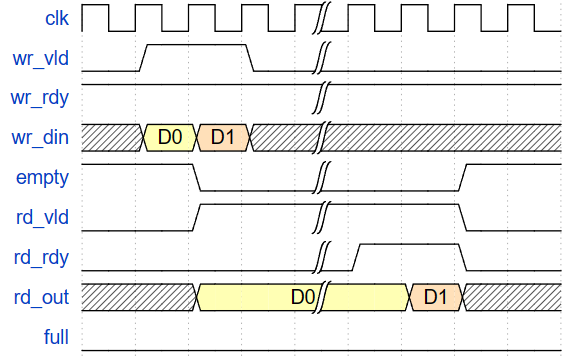 clk
wr_vld
wr_rdy
wr_din D0 D1
empty
rd_vld
rd_rdy
rd_out D0 D1
full